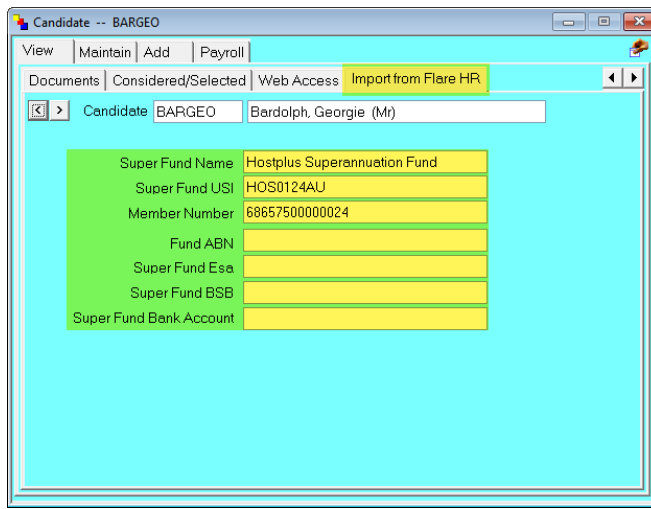 Candidate -- BARGEO
View Maintain Add Payroll
Documents Considered/Selected Web Access Import from Flare HR
Candidate BARGEO Bardolph, Georgie (Mr)
Super Fund Name Hostplus Superannuation Fund
Super Fund USI HOS0124AU
Member Number 68657500000024
Fund ABN
Super Fund Esa
Super Fund BSB
Super Fund Bank Account